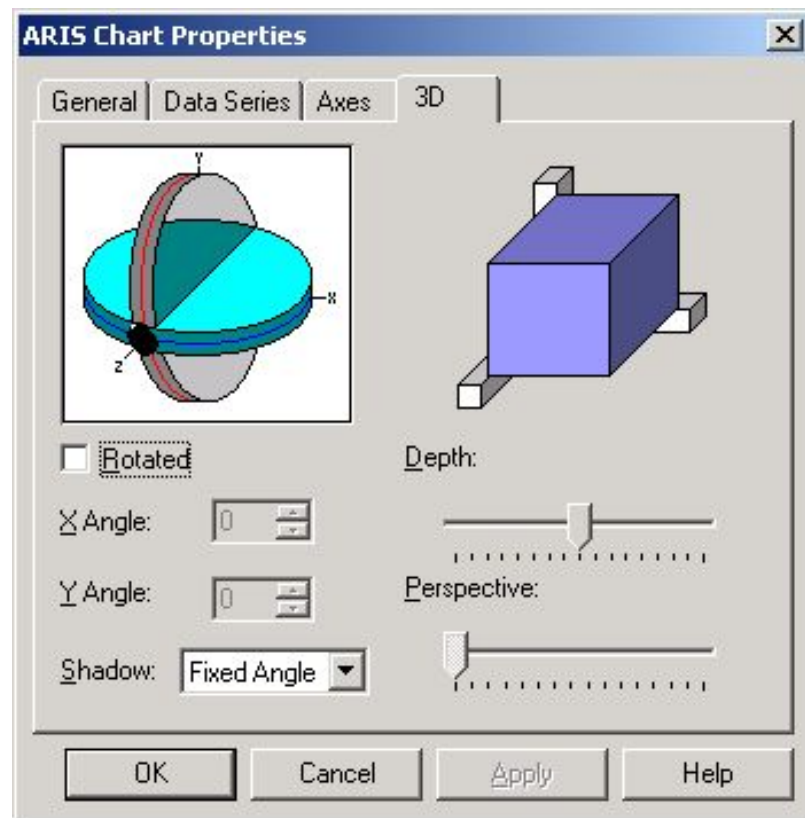 ARIS Chart Properties
General Data Series Axes 3D
Y
X
Z
Rotated
Depth:
X Angle: 0
Y Angle: 0
Perspective:
Shadow: Fixed Angle
OK Cancel Apply Help